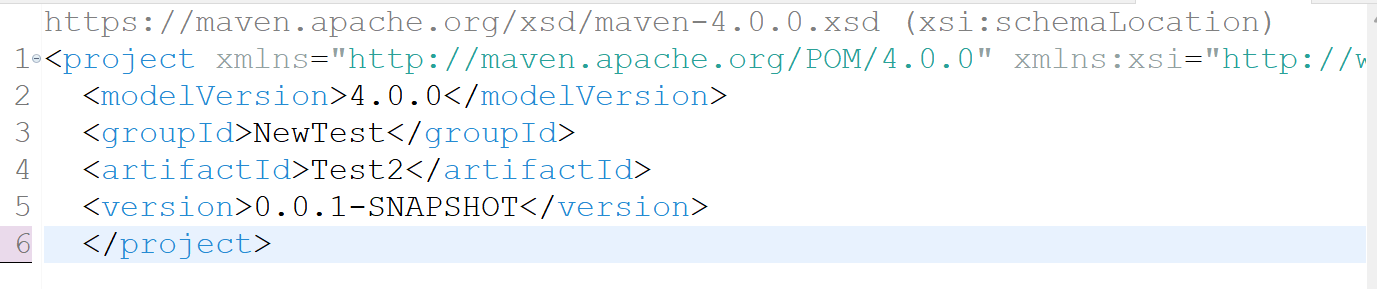 https://maven.apache.org/xsd/maven-4.0.0.xsd (xsi:schemaLocation)
1 <project xmlns="http://maven.apache.org/POM/4.0.0" xmlns:xsi="http://w
2 <modelVersion>4.0.0</modelVersion>
3 <groupId>NewTest</groupId>
4 <artifactId>Test2</artifactId>
5 <version>0.0.1-SNAPSHOT</version>
6 </project>